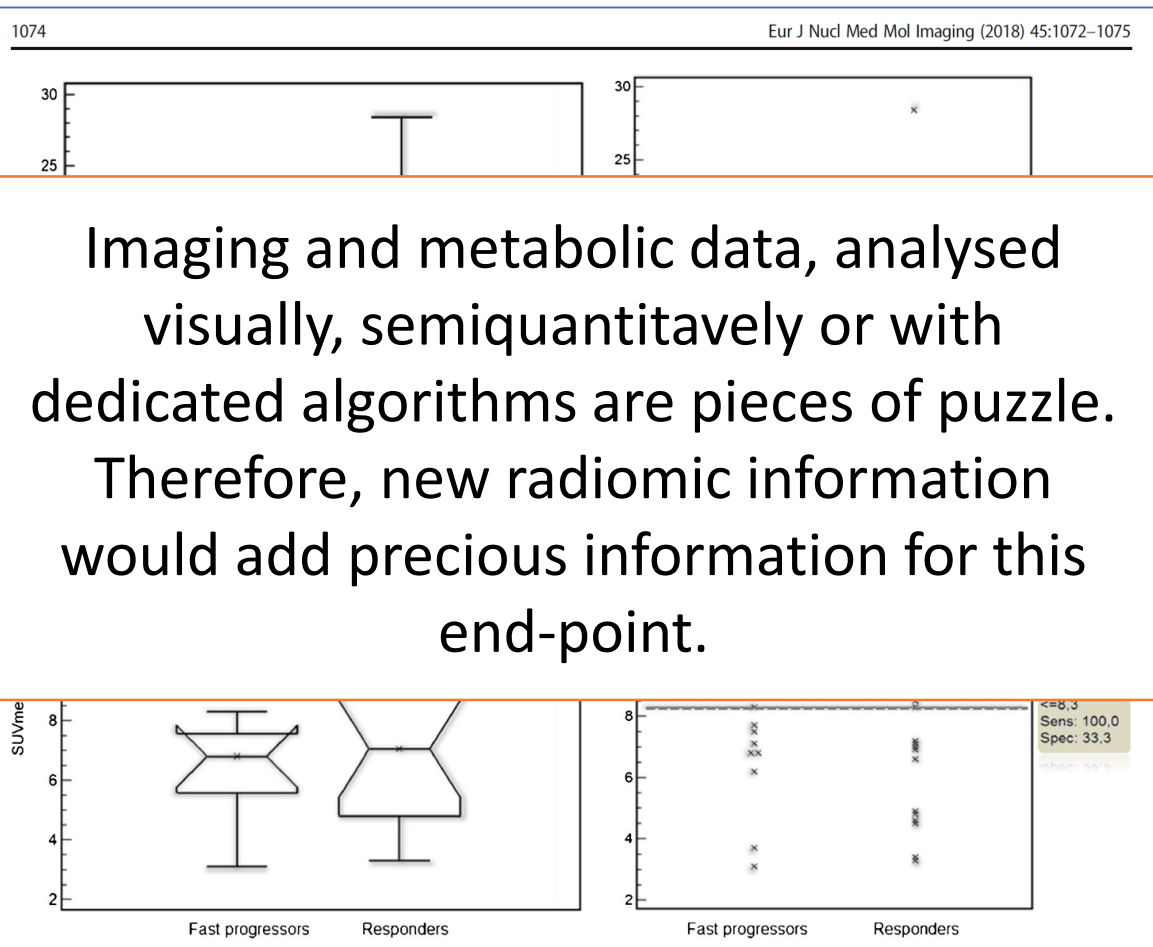 1074
Eur J Nucl Med Mol Imaging (2018) 45:1072–1075
30
25
30
25
Imaging and metabolic data, analysed
visually, semiquantitavely or with
dedicated algorithms are pieces of puzzle.
Therefore, new radiomic information
would add precious information for this
end-point.
SUVme
8
6
4
2
Fast progressors
Responders
8
6
4
2
Fast progressors
Responders
<=8,3
Sens: 100,0
Spec: 33,3